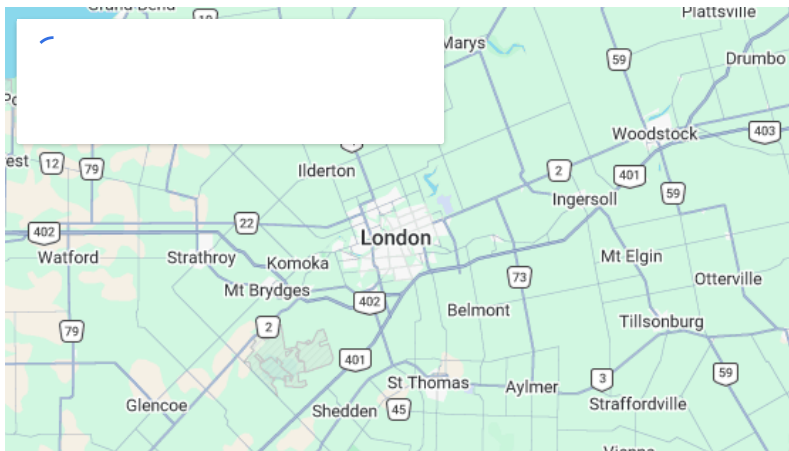 Grand Bend
Plattsville
Marys
59
Drumbo
Woodstock
403
12
79
Ilderton
2
401
Ingersoll
59
22
402
London
Watford
Strathroy
Komoka
Mt Elgin
73
Otterville
Mt Brydges
402
Belmont
79
2
Tillsonburg
401
St Thomas
Aylmer
3
59
Glencoe
Shedden
45
Straffordville